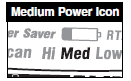 Medium Power Icon
er Saver RT
can Hi Med Low